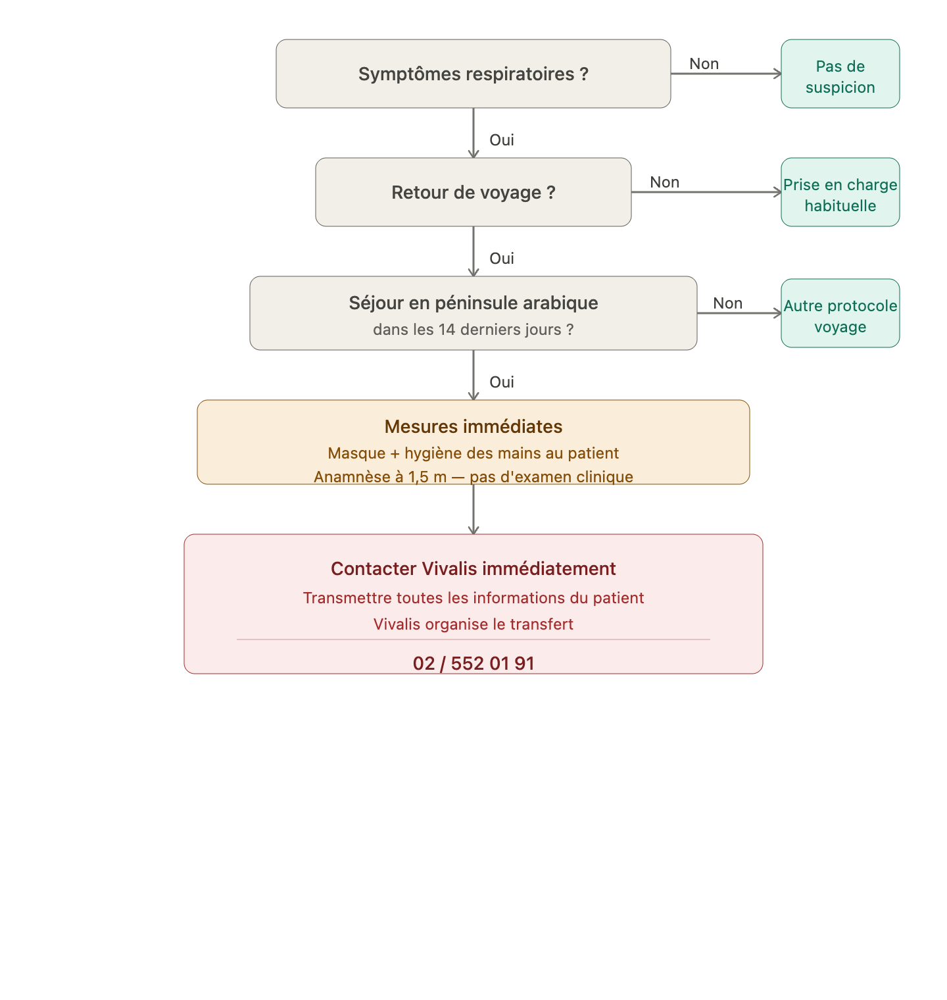 Symptômes respiratoires ?
Non
Pas de
suspicion
Oui
Retour de voyage ?
Non
Prise en charge
habituelle
Oui
Séjour en péninsule arabique
dans les 14 derniers jours ?
Non
Autre protocole
voyage
Oui
Mesures immédiates
Masque + hygiène des mains au patient
Anamnèse à 1,5 m — pas d'examen clinique
Contacter Vivalis immédiatement
Transmettre toutes les informations du patient
Vivalis organise le transfert
02 / 552 01 91